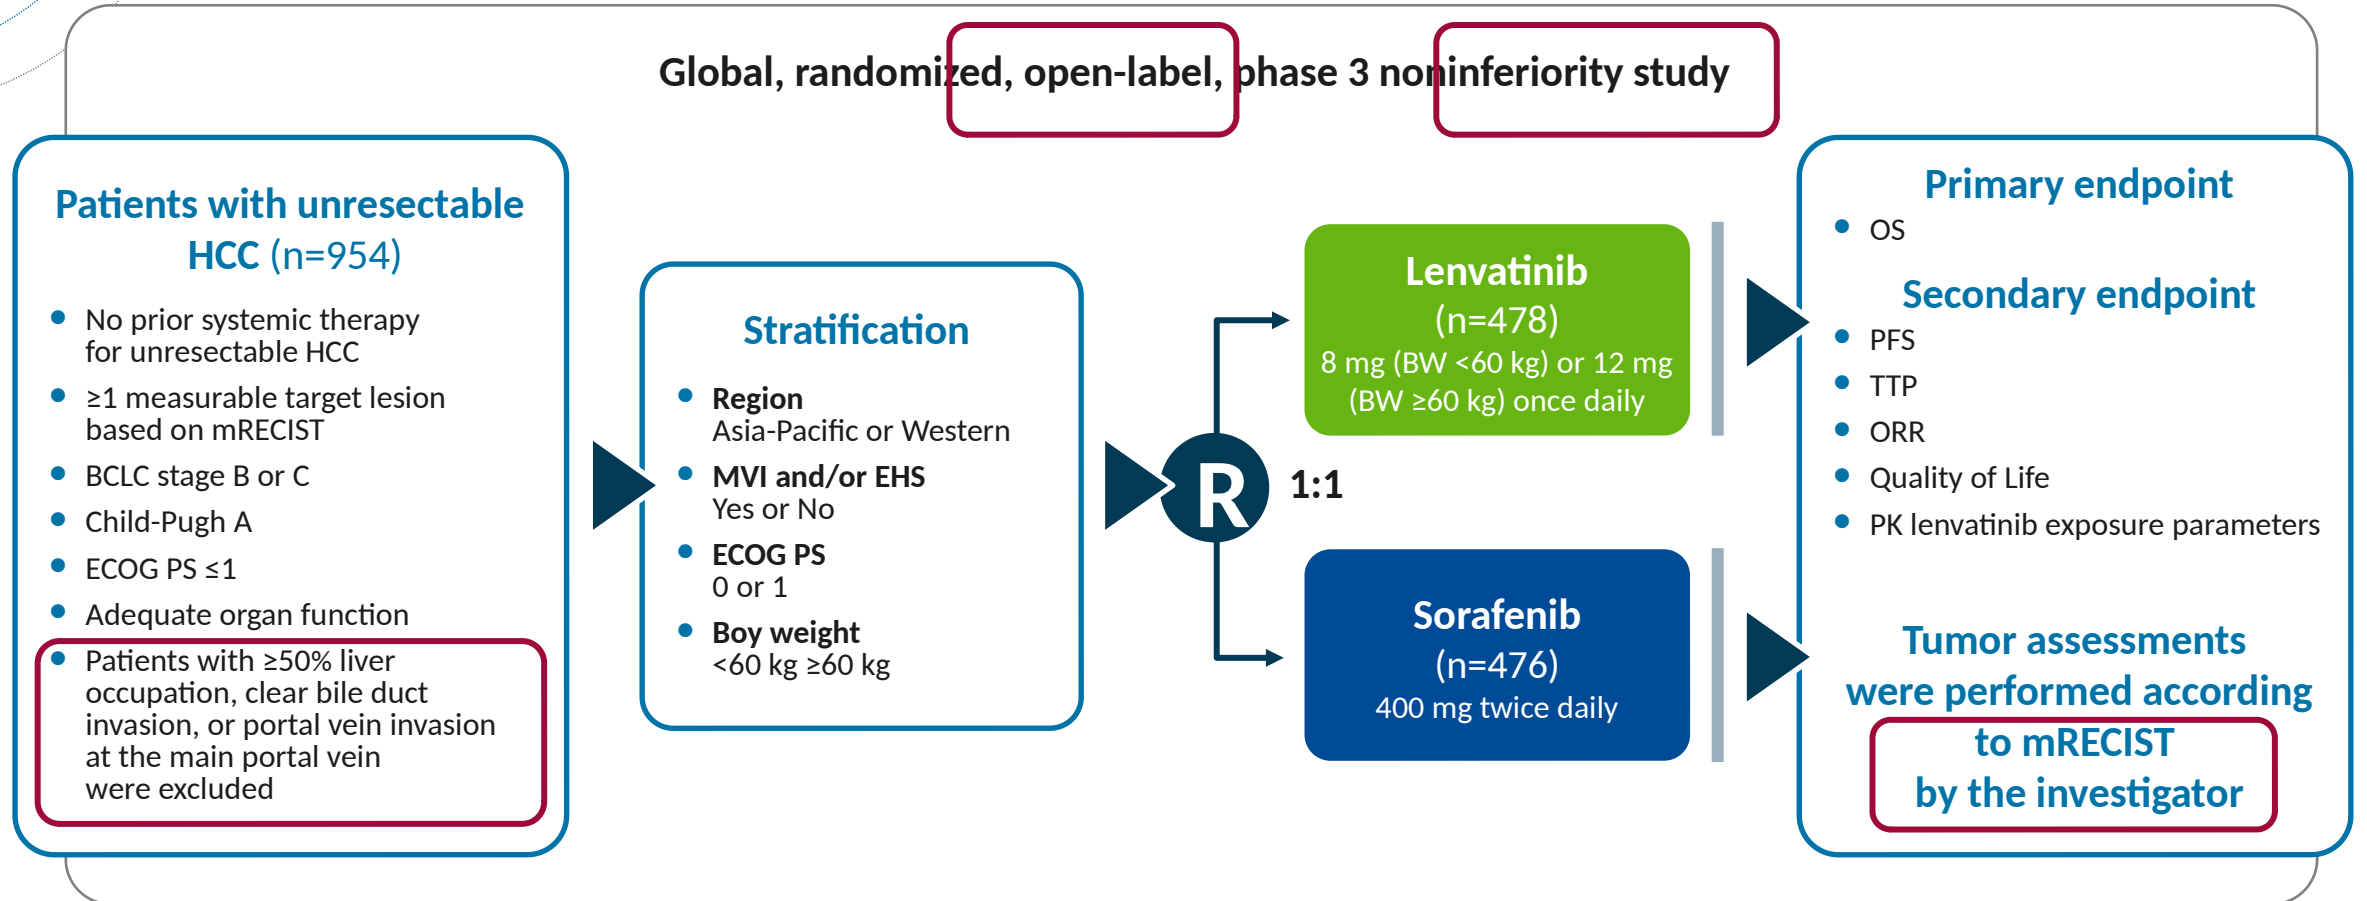 Global, randomized, open-label, phase 3 noninferiority study
Patients with unresectable
HCC (n=954)
• No prior systemic therapy
for unresectable HCC
• ≥1 measurable target lesion
based on mRECIST
• BCLC stage B or C
• Child-Pugh A
• ECOG PS ≤1
• Adequate organ function
• Patients with ≥50% liver
occupation, clear bile duct
invasion, or portal vein invasion
at the main portal vein
were excluded
Stratification
• Region
Asia-Pacific or Western
• MVI and/or EHS
Yes or No
• ECOG PS
0 or 1
• Boy weight
<60 kg ≥60 kg
R
1:1
Lenvatinib
(n=478)
8 mg (BW <60 kg) or 12 mg
(BW ≥60 kg) once daily
Sorafenib
(n=476)
400 mg twice daily
Primary endpoint
• OS
Secondary endpoint
• PFS
• TTP
• ORR
• Quality of Life
• PK lenvatinib exposure parameters
Tumor assessments
were performed according
to mRECIST
by the investigator